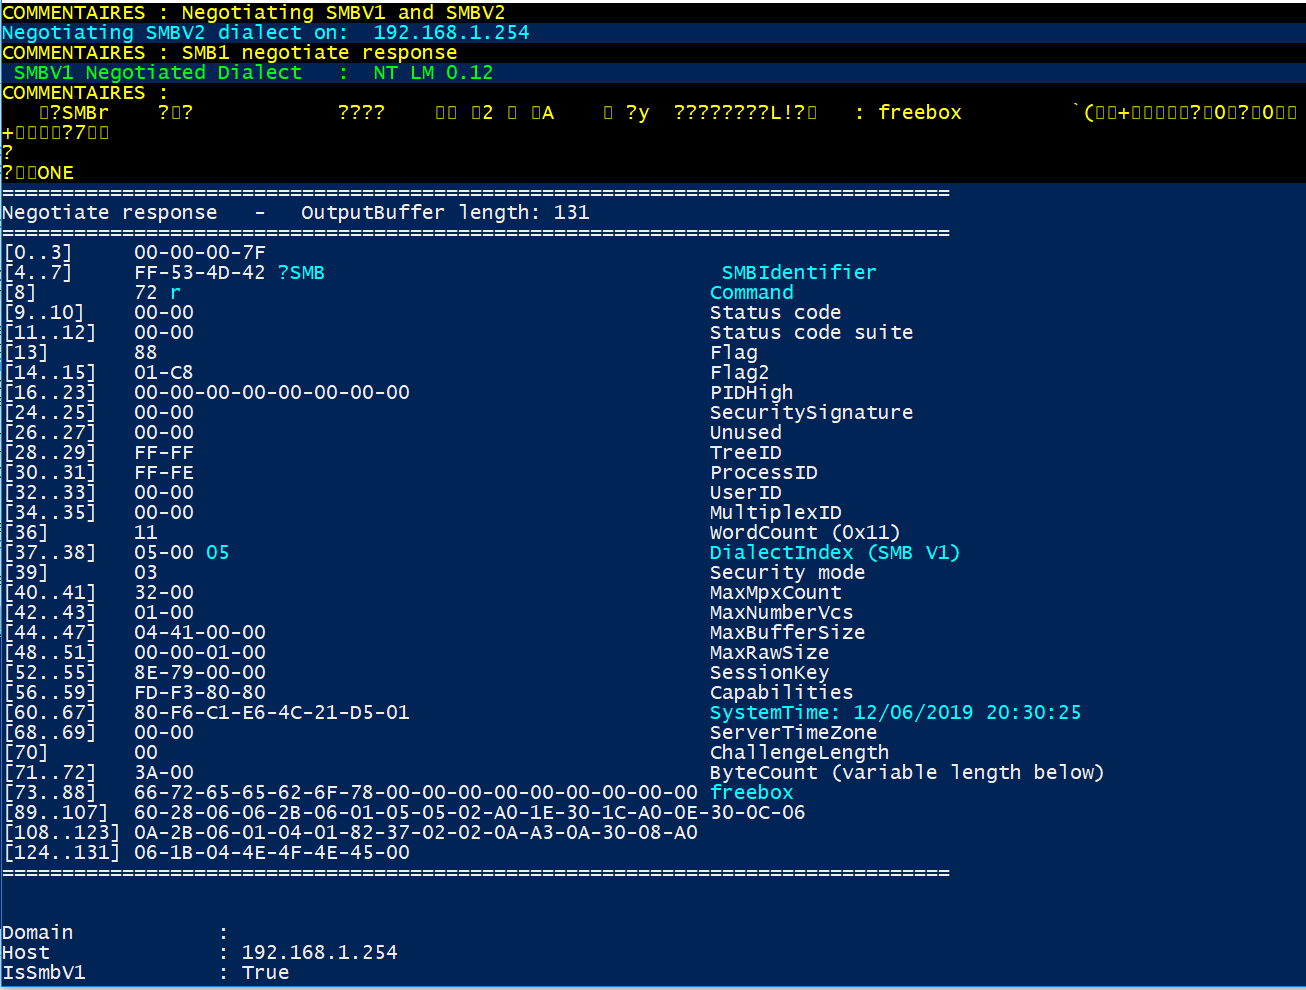 COMMENTAIRES : Negotiating SMBV1 and SMBV2
Negotiating SMBV2 dialect on:  192.168.1.254
COMMENTAIRES : SMB1 negotiate response
 SMBV1 Negotiated Dialect   :  NT LM 0.12
COMMENTAIRES :
   □?SMBr    ?□?            ????    □□ □2 □ □A    □ ?y  ????????L!?□   : freebox         `(□□+□□□□□?□0□?□0□□
+□□□□?7□□
?
?□□ONE
===============================================================================
Negotiate response   -   OutputBuffer length: 131
===============================================================================
[0..3]     00-00-00-7F
[4..7]     FF-53-4D-42 ?SMB                                 SMBIdentifier
[8]        72 r                                            Command
[9..10]    00-00                                           Status code
[11..12]   00-00                                           Status code suite
[13]       88                                              Flag
[14..15]   01-C8                                           Flag2
[16..23]   00-00-00-00-00-00-00-00                         PIDHigh
[24..25]   00-00                                           SecuritySignature
[26..27]   00-00                                           Unused
[28..29]   FF-FF                                           TreeID
[30..31]   FF-FE                                           ProcessID
[32..33]   00-00                                           UserID
[34..35]   00-00                                           MultiplexID
[36]       11                                              WordCount (0x11)
[37..38]   05-00 05                                        DialectIndex (SMB V1)
[39]       03                                              Security mode
[40..41]   32-00                                           MaxMpxCount
[42..43]   01-00                                           MaxNumberVcs
[44..47]   04-41-00-00                                     MaxBufferSize
[48..51]   00-00-01-00                                     MaxRawSize
[52..55]   8E-79-00-00                                     SessionKey
[56..59]   FD-F3-80-80                                     Capabilities
[60..67]   80-F6-C1-E6-4C-21-D5-01                         SystemTime: 12/06/2019 20:30:25
[68..69]   00-00                                           ServerTimeZone
[70]       00                                              ChallengeLength
[71..72]   3A-00                                           ByteCount (variable length below)
[73..88]   66-72-65-65-62-6F-78-00-00-00-00-00-00-00-00-00 freebox
[89..107]  60-28-06-06-2B-06-01-05-05-02-A0-1E-30-1C-A0-0E-30-0C-06
[108..123] 0A-2B-06-01-04-01-82-37-02-02-0A-A3-0A-30-08-A0
[124..131] 06-1B-04-4E-4F-4E-45-00
===============================================================================
Domain            :
Host              : 192.168.1.254
IsSmbV1           : True